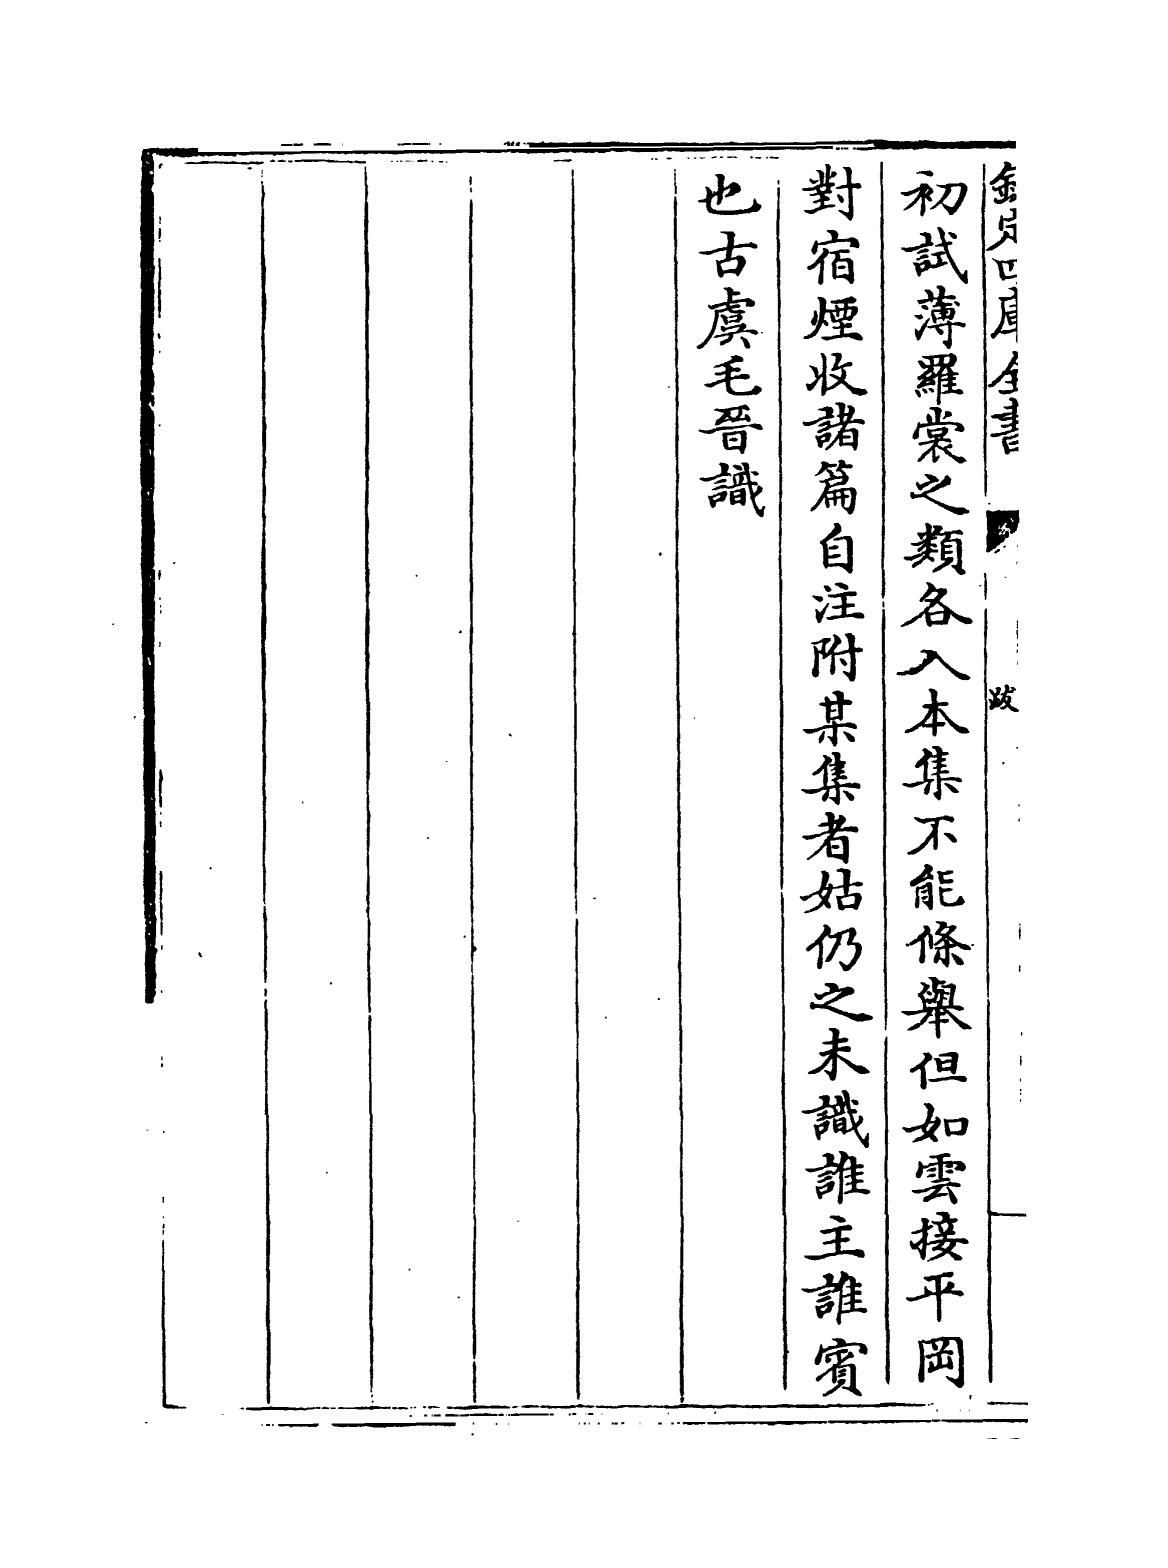 欽定四庫全書
跋
初試薄羅裳之類各入本集不能條舉但如雲接平岡
對宿煙收諸篇自注附某集者姑仍之未識誰主誰賓
也古虞毛晉識